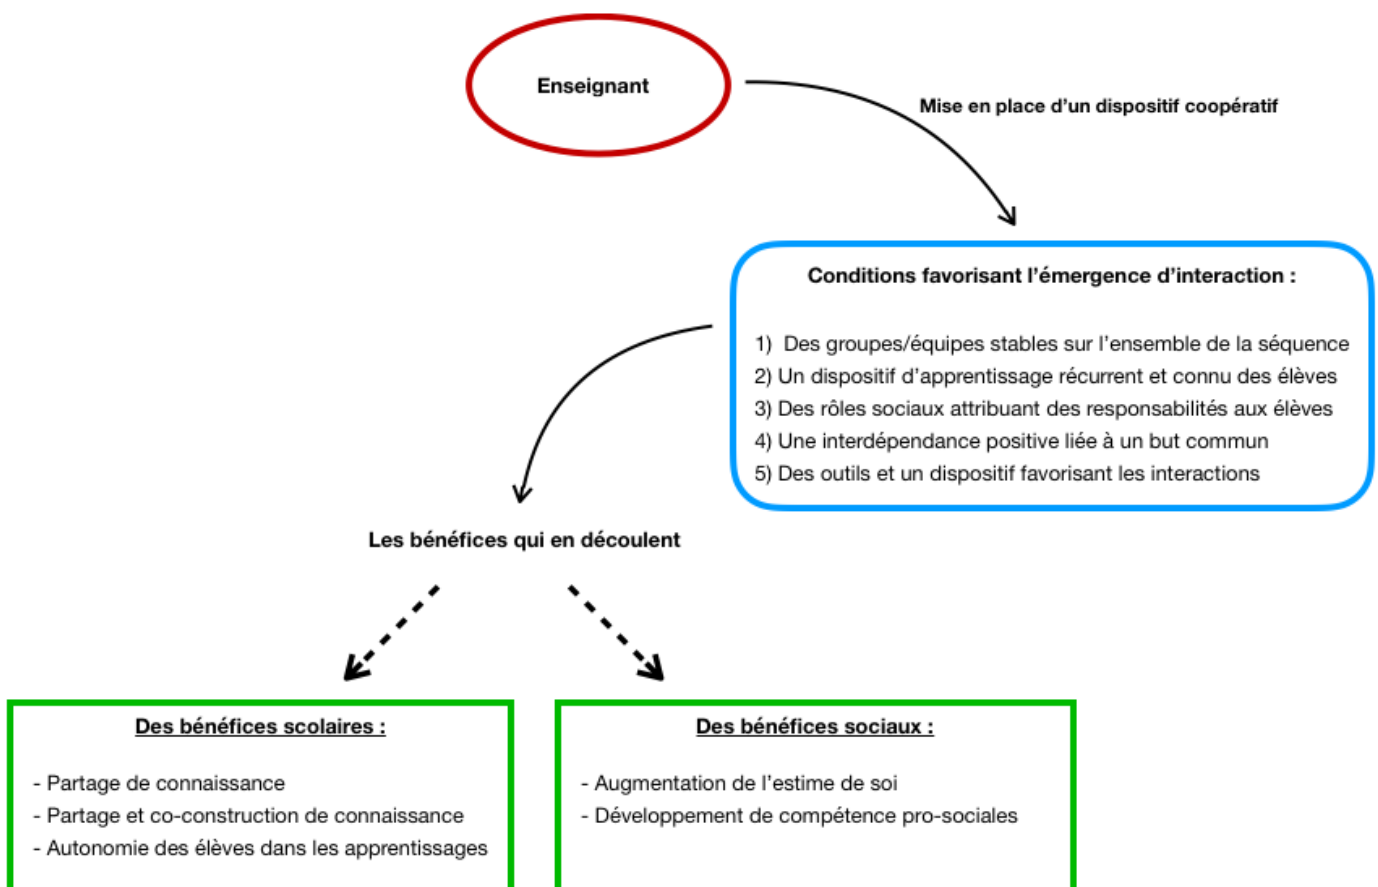 Enseignant
Mise en place d'un dispositif coopératif
Conditions favorisant l'émergence d'interaction :
1) Des groupes/équipes stables sur l'ensemble de la séquence
2) Un dispositif d'apprentissage récurrent et connu des élèves
3) Des rôles sociaux attribuant des responsabilités aux élèves
4) Une interdépendance positive liée à un but commun
5) Des outils et un dispositif favorisant les interactions
Les bénéfices qui en découlent
Des bénéfices scolaires :
- Partage de connaissance
- Partage et co-construction de connaissance
- Autonomie des élèves dans les apprentissages
Des bénéfices sociaux :
- Augmentation de l'estime de soi
- Développement de compétence pro-sociales